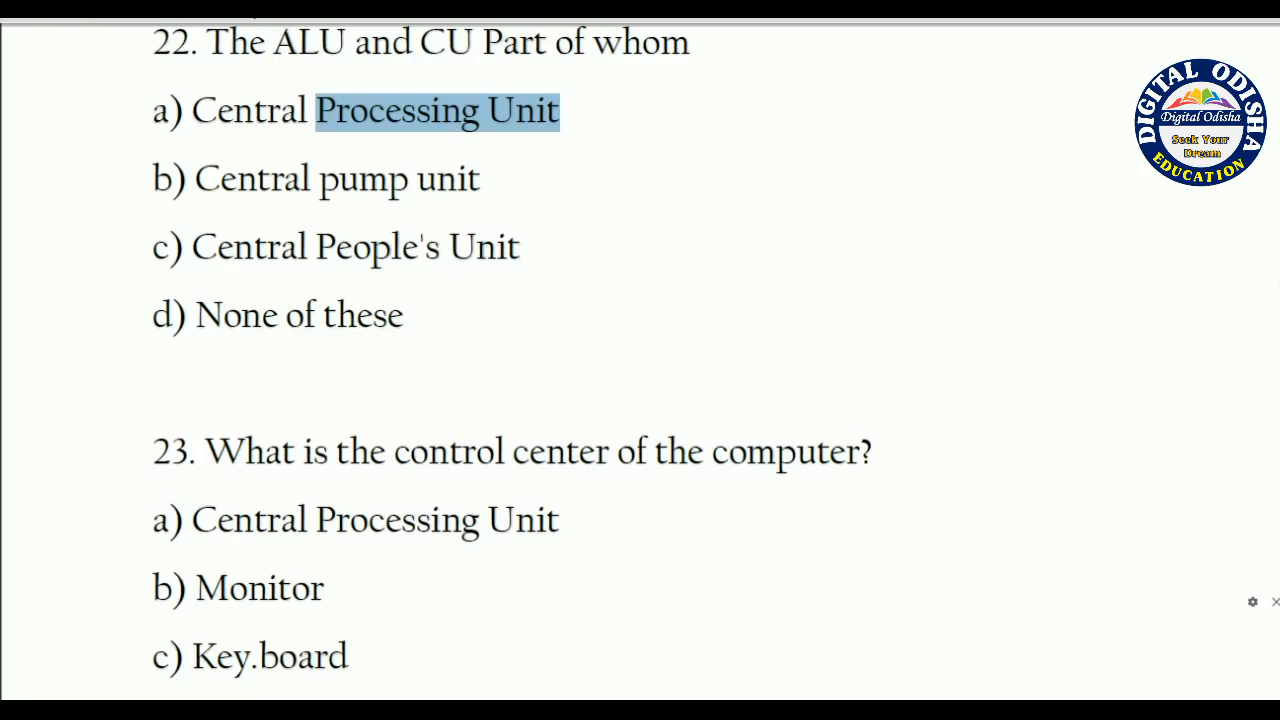 22. The ALU and CU Part of whom
a) Central Processing Unit
b) Central pump unit
c) Central People's Unit
d) None of these
23. What is the control center of the computer?
a) Central Processing Unit
b) Monitor
c) Key.board
DIGITAL ODISHA
Digital Odisha
Seek Your
Dream
EDUCATION